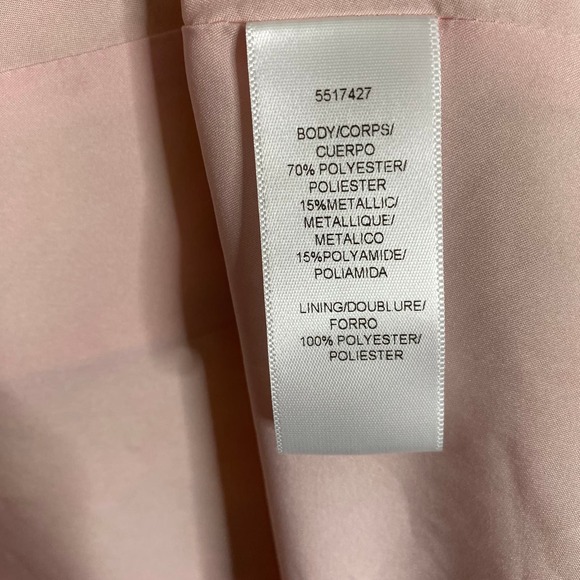 5517427
BODY/CORPS/
CUERPO
70% POLYESTER/
POLIESTER
15%METALLIC/
METALLIQUE/
METALICO
15%POLYAMIDE/
POLIAMIDA
LINING/DOUBLURE/
FORRO
100% POLYESTER/
POLIESTER